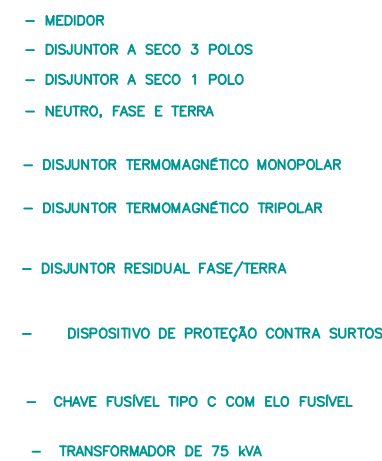 – MEDIDOR
– DISJUNTOR A SECO 3 POLOS
– DISJUNTOR A SECO 1 POLO
– NEUTRO, FASE E TERRA
– DISJUNTOR TERMOMAGNÉTICO MONOPOLAR
– DISJUNTOR TERMOMAGNÉTICO TRIPOLAR
– DISJUNTOR RESIDUAL FASE/TERRA
– DISPOSITIVO DE PROTEÇÃO CONTRA SURTOS
– CHAVE FUSÍVEL TIPO C COM ELO FUSÍVEL
– TRANSFORMADOR DE 75 kVA